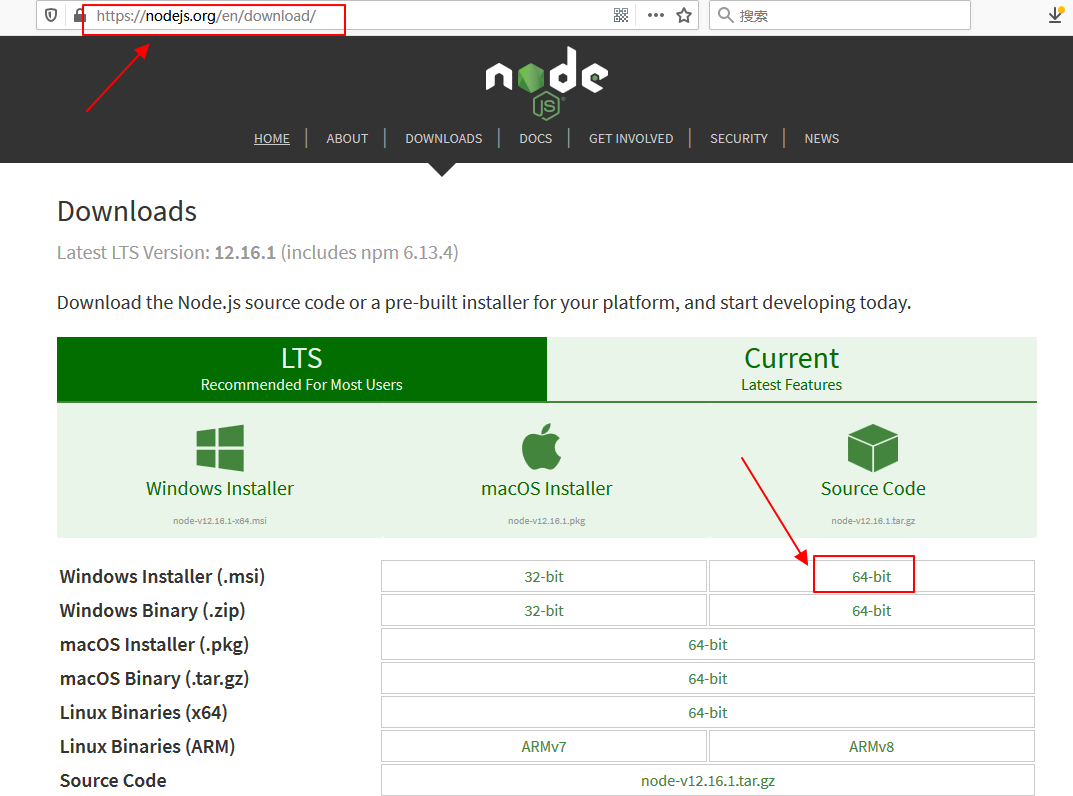 https://nodejs.org/en/download/
搜索
node
JS
HOME ABOUT DOWNLOADS DOCS GET INVOLVED SECURITY NEWS
Downloads
Latest LTS Version: 12.16.1 (includes npm 6.13.4)
Download the Node.js source code or a pre-built installer for your platform, and start developing today.
LTS
Recommended For Most Users
Current
Latest Features
Windows Installer
node-v12.16.1-x64.msi
macOS Installer
node-v12.16.1.pkg
Source Code
node-v12.16.1.tar.gz
Windows Installer (.msi) 32-bit 64-bit
Windows Binary (.zip) 32-bit 64-bit
macOS Installer (.pkg) 64-bit
macOS Binary (.tar.gz) 64-bit
Linux Binaries (x64) 64-bit
Linux Binaries (ARM) ARMv7 ARMv8
Source Code node-v12.16.1.tar.gz